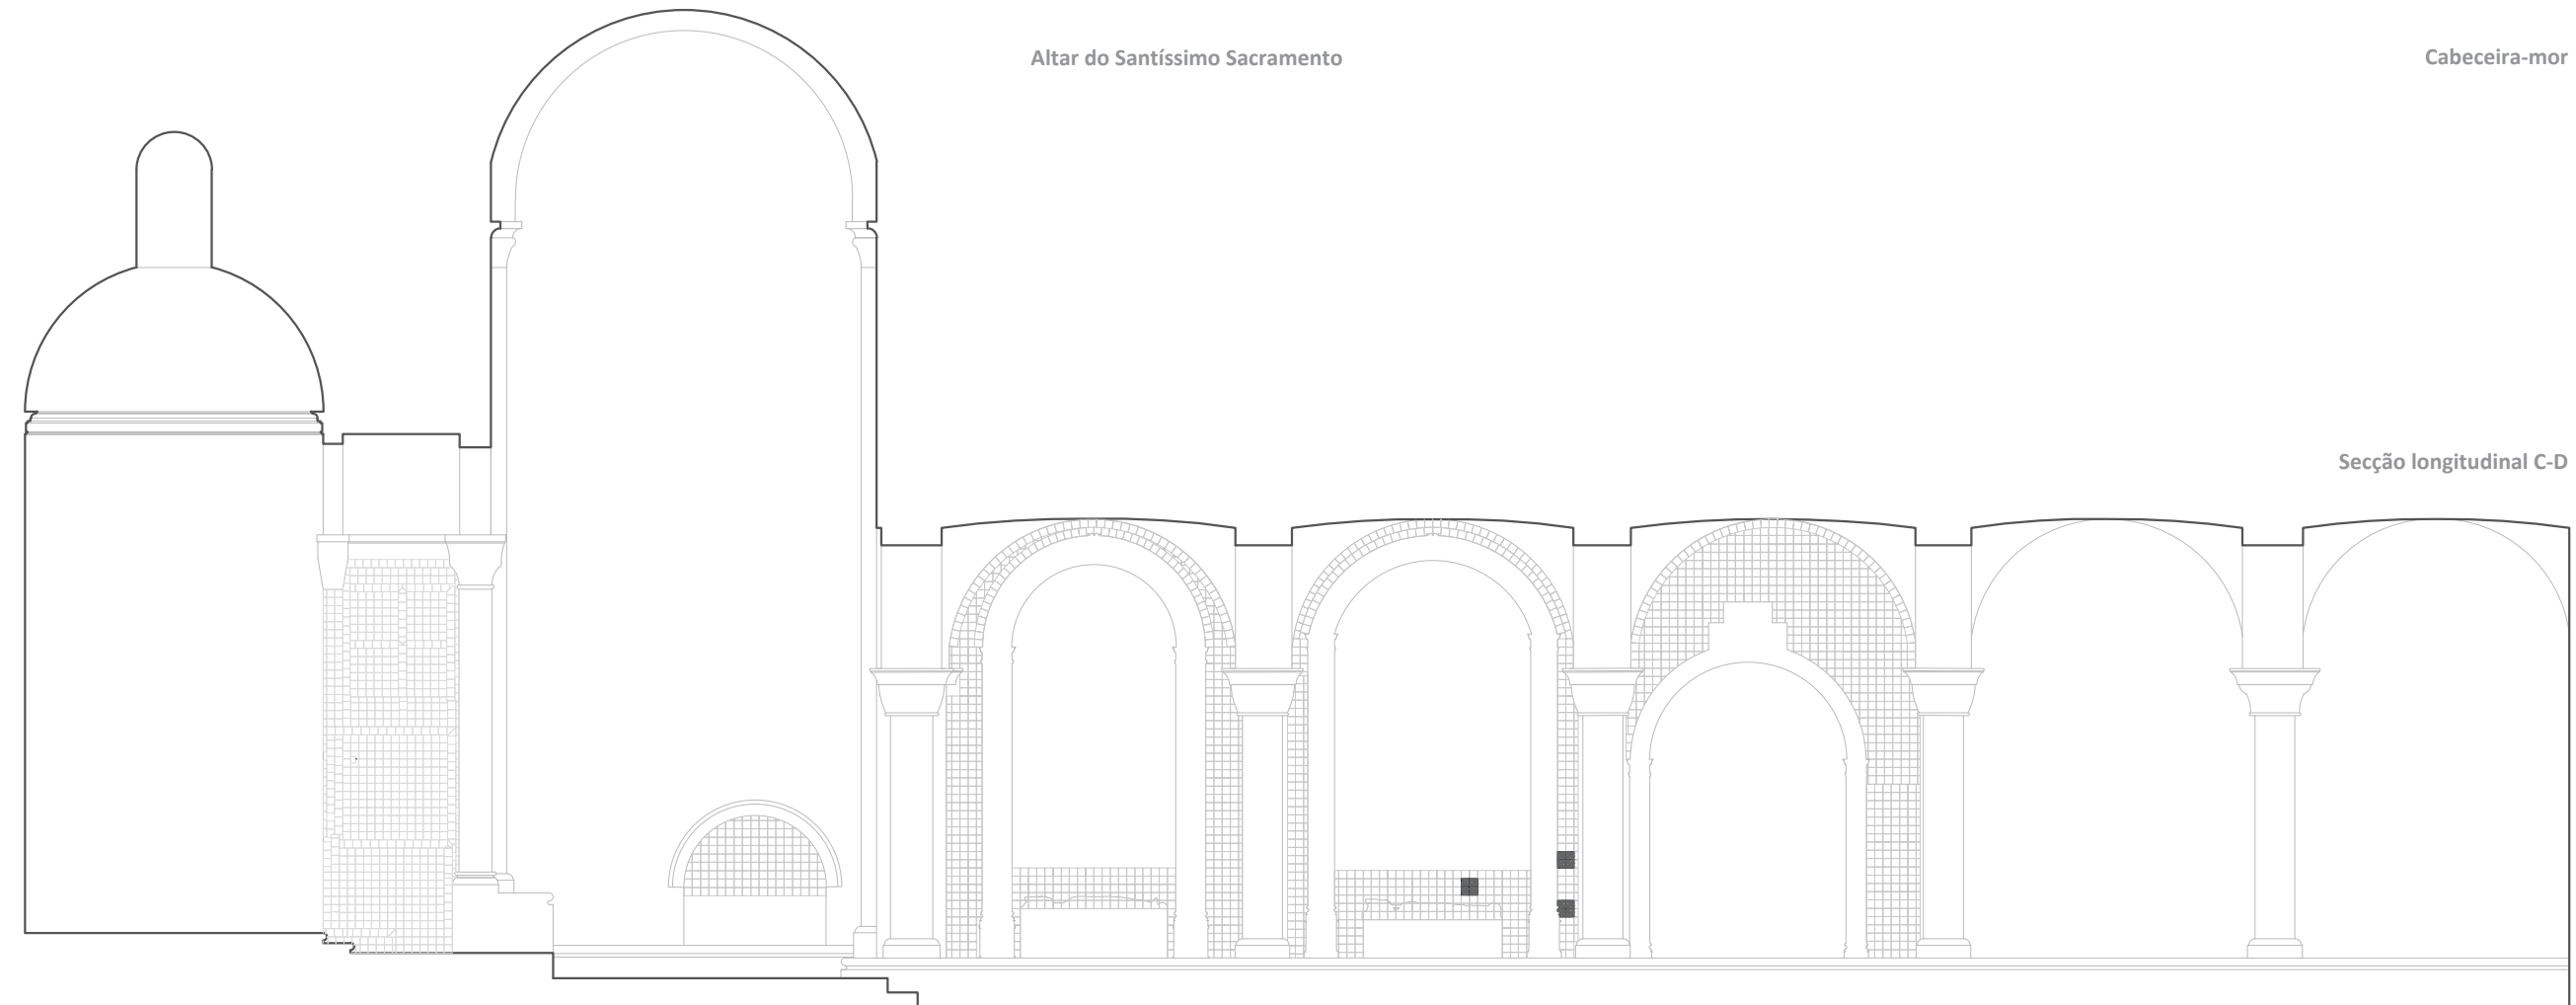 Altar do Santíssimo Sacramento
Cabeceira-mor
Secção longitudinal C-D